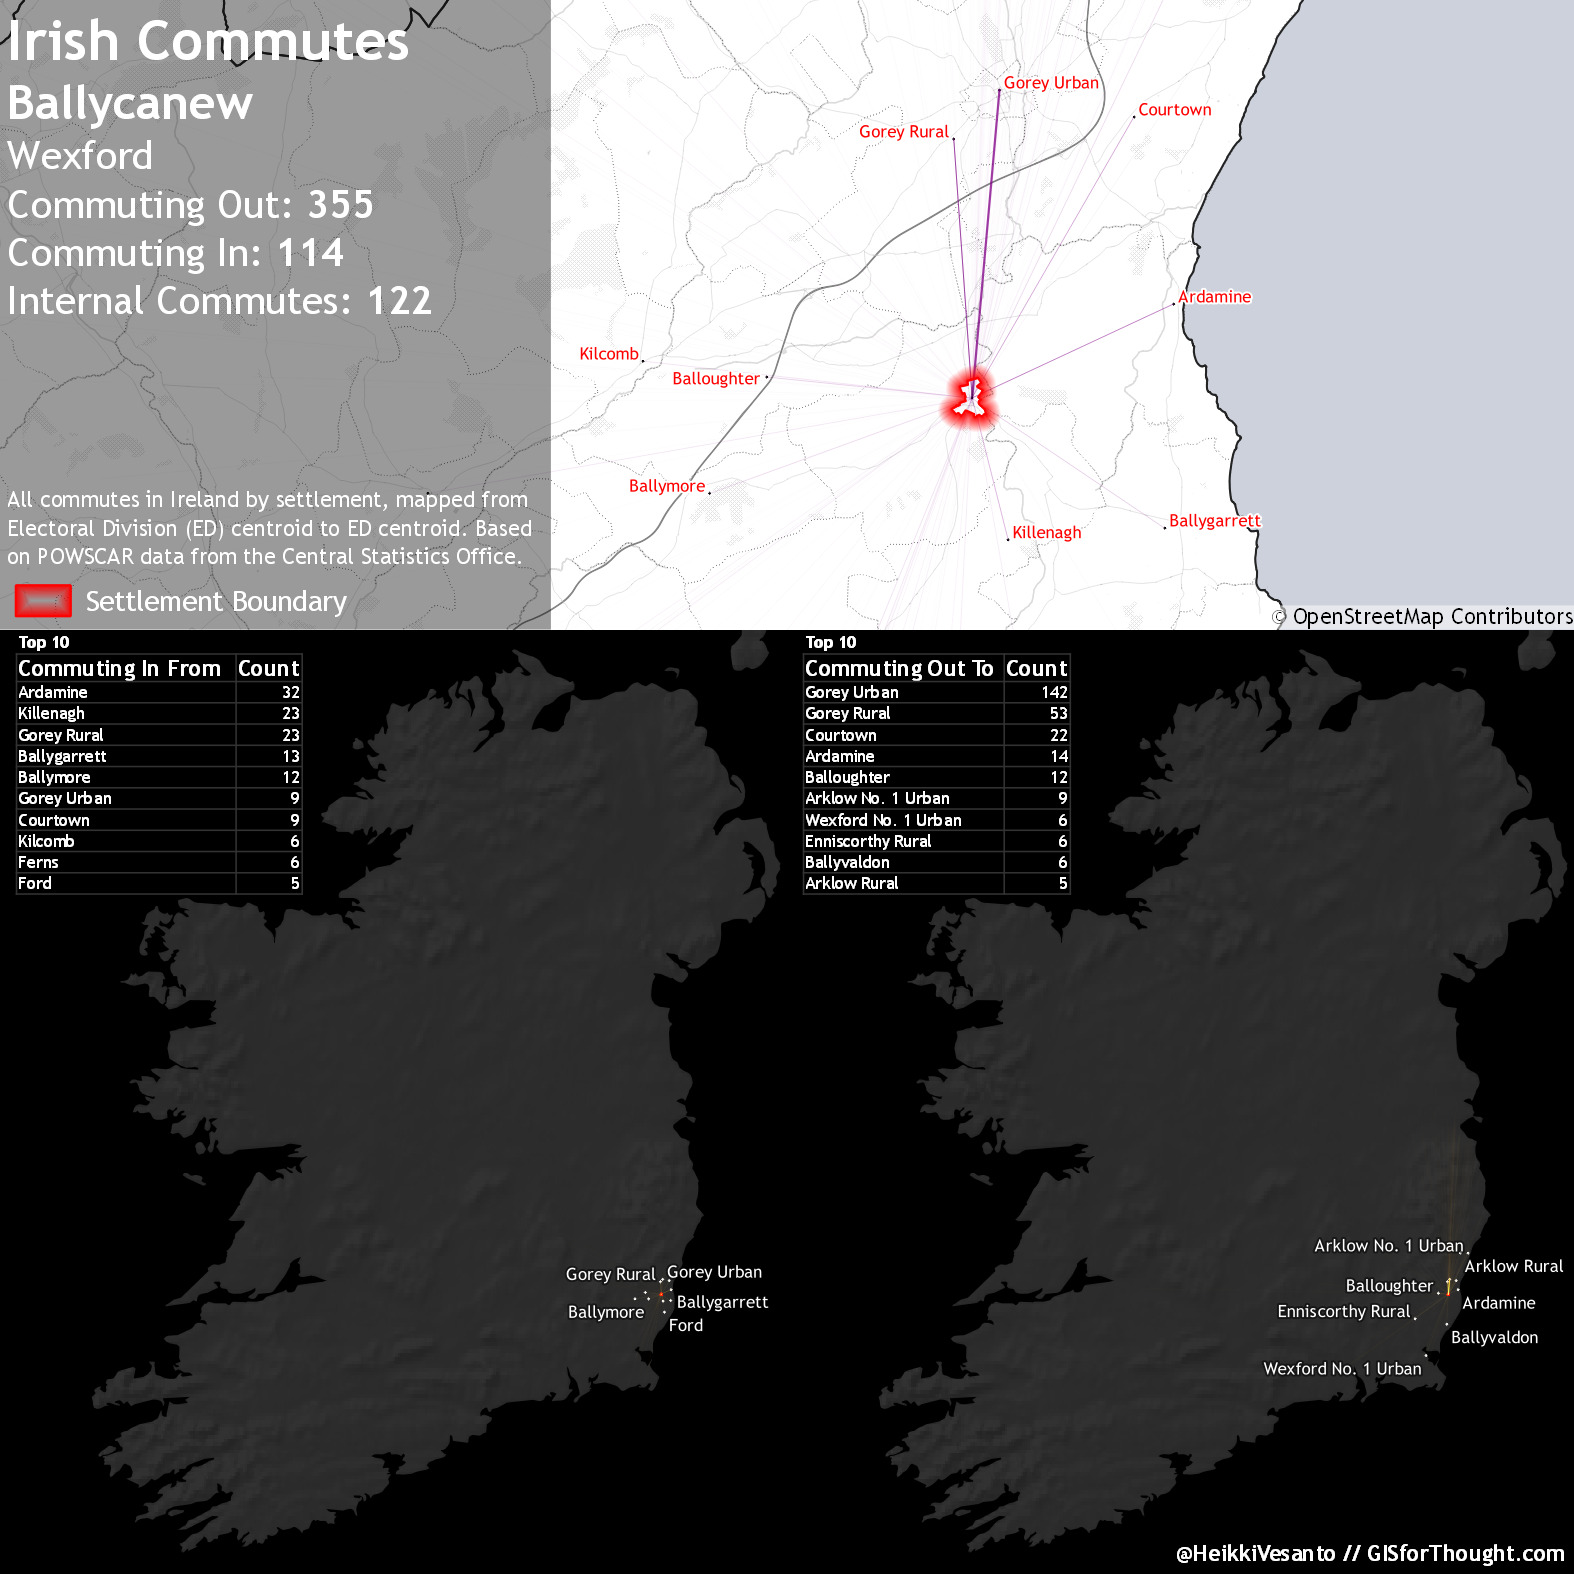 Irish Commutes
Ballycanew
Wexford
Commuting Out: 355
Commuting In: 114
Internal Commutes: 122
All commutes in Ireland by settlement, mapped from
Electoral Division (ED) centroid to ED centroid. Based
on POWSCAR data from the Central Statistics Office.
Settlement Boundary
Gorey Urban
Courtown
Gorey Rural
Ardamine
Kilcomb
Balloughter
Ballymore
Ballygarrett
Killenagh
© OpenStreetMap Contributors
Top 10
Commuting In From Count
Ardamine 32
Killenagh 23
Gorey Rural 23
Ballygarrett 13
Ballymore 12
Gorey Urban 9
Courtown 9
Kilcomb 6
Ferns 6
Ford 5
Gorey Rural
Gorey Urban
Ballymore
Ballygarrett
Ford
Top 10
Commuting Out To Count
Gorey Urban 142
Gorey Rural 53
Courtown 22
Ardamine 14
Balloughter 12
Arklow No. 1 Urban 9
Wexford No. 1 Urban 6
Enniscorthy Rural 6
Ballyvaldon 6
Arklow Rural 5
Arklow No. 1 Urban
Arklow Rural
Balloughter
Ardamine
Enniscorthy Rural
Ballyvaldon
Wexford No. 1 Urban
@HeikkiVesanto // GISforThought.com